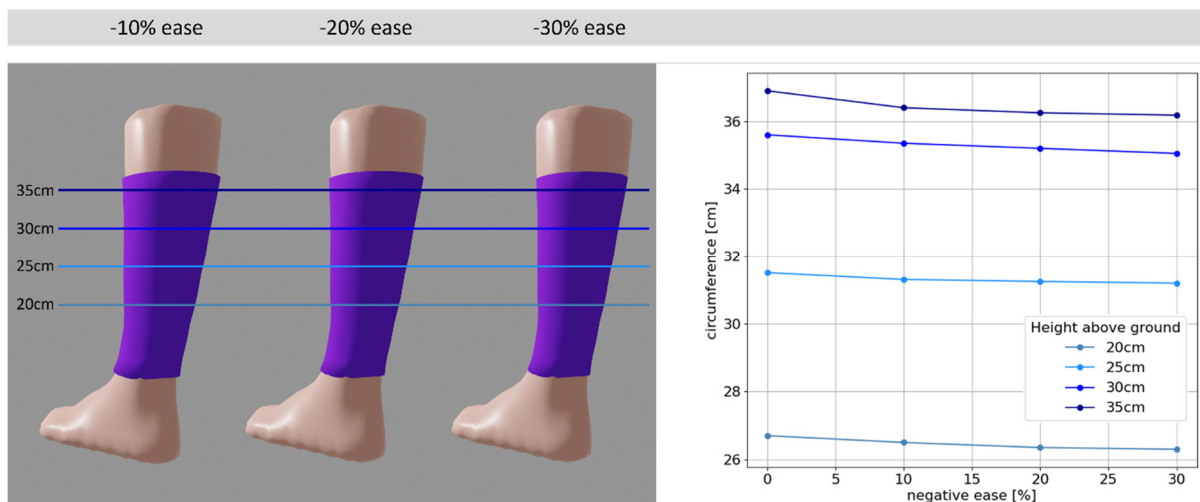 -10% ease -20% ease -30% ease
35cm
30cm
25cm
20cm
circumference [cm]
36
34
32
30
28
26
Height above ground
20cm
25cm
30cm
35cm
0 5 10 15 20 25 30
negative ease [%]